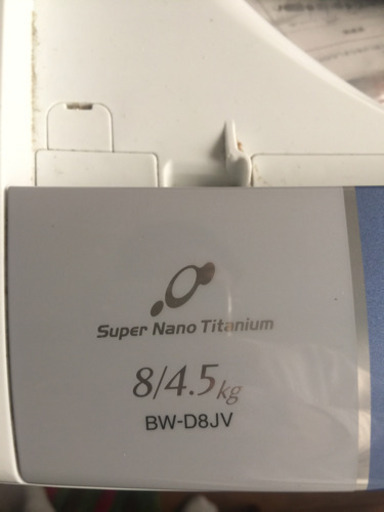 Super Nano Titanium
8/4.5kg
BW-D8JV